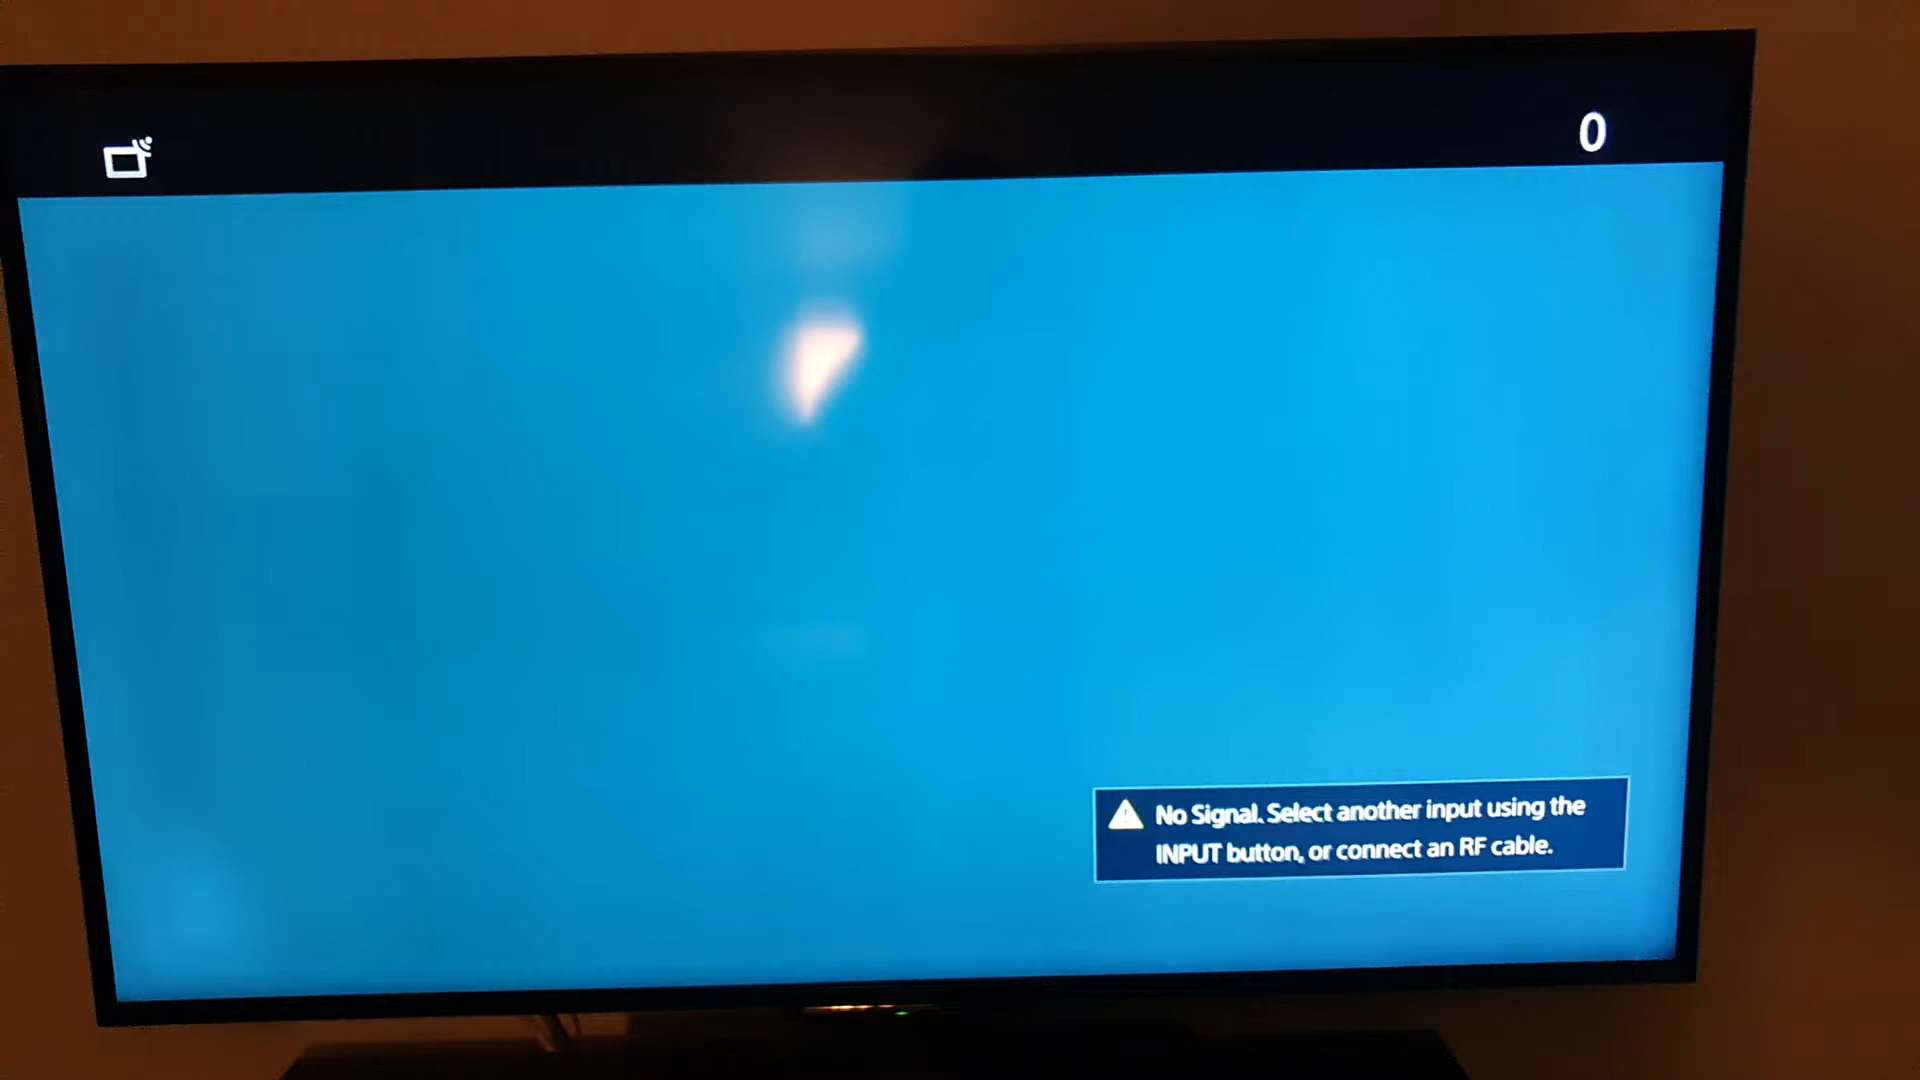 0
No Signal. Select another input using the
INPUT button, or connect an RF cable.